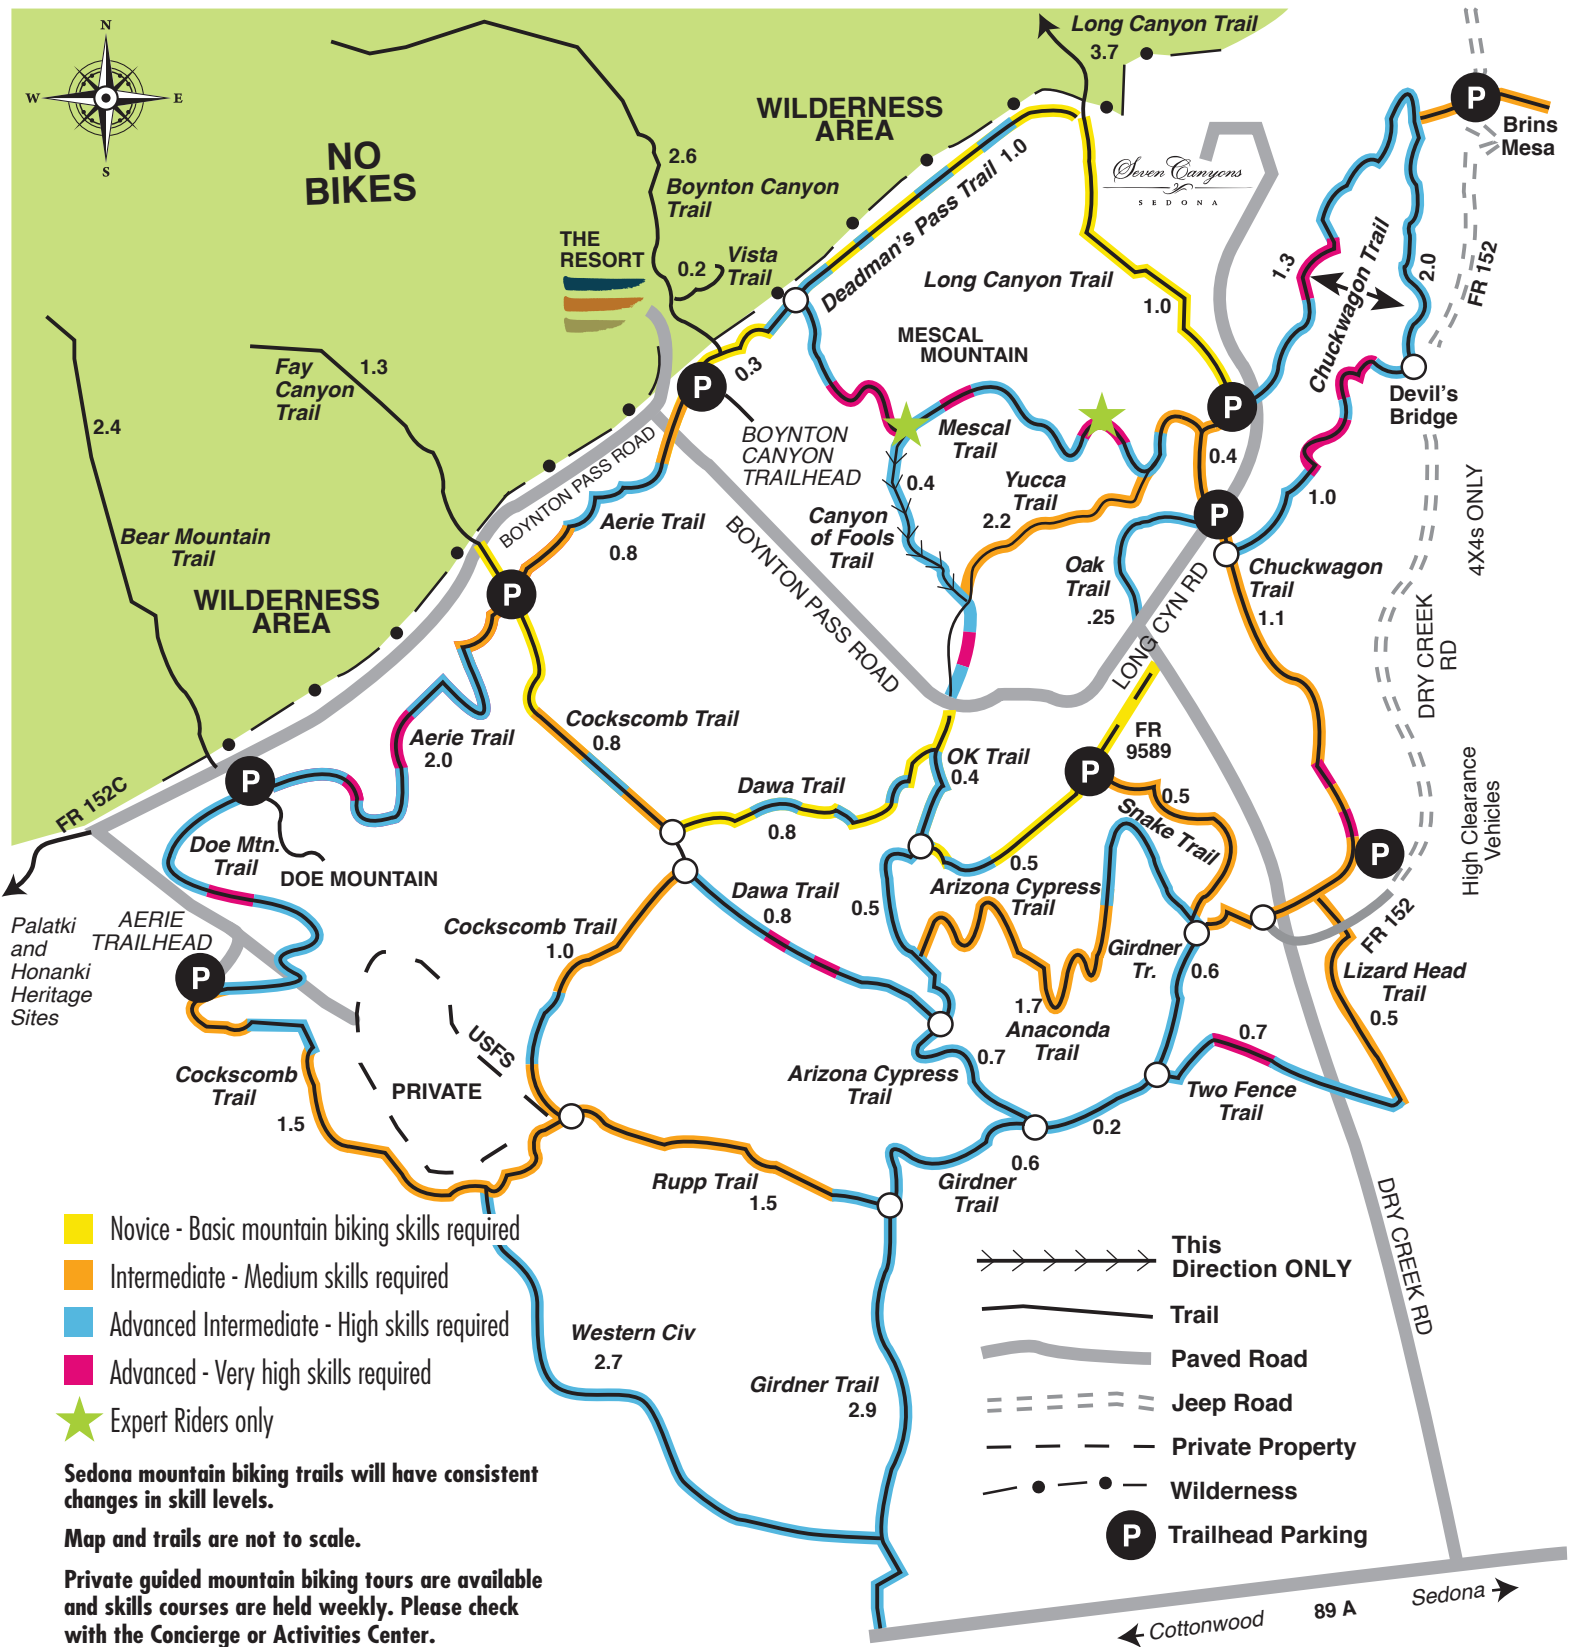 N
W
E
S
NO
BIKES
WILDERNESS
AREA
Long Canyon Trail
3.7
2.6
Boynton Canyon
Trail
THE
RESORT
0.2
Vista
Trail
Deadman's Pass Trail 1.0
Seven Canyons
SEDONA
P
Brins
Mesa
Long Canyon Trail
1.0
1.3
Chuckwagon Trail
2.0
FR 152
MESCAL
MOUNTAIN
Fay
Canyon
Trail
1.3
2.4
P
0.3
BOYNTON
CANYON
TRAILHEAD
Mescal
Trail
P
0.4
Devil's
Bridge
BOYNTON PASS ROAD
Aerie Trail
0.8
BOYNTON PASS ROAD
0.4
Canyon
of Fools
Trail
Yucca
Trail
2.2
P
1.0
4X4s ONLY
Bear Mountain
Trail
WILDERNESS
AREA
P
Oak
Trail
.25
LONG CYN RD
Chuckwagon
Trail
1.1
DRY CREEK
RD
Cockscomb Trail
0.8
Aerie Trail
2.0
FR
9589
OK Trail
0.4
P
0.5
Snake Trail
High Clearance
Vehicles
P
FR 152C
P
Dawa Trail
0.8
Doe Mtn.
Trail
DOE MOUNTAIN
0.5
Arizona Cypress
Trail
P
Dawa Trail
0.8
0.5
Palatki
and
Honanki
Heritage
Sites
AERIE
TRAILHEAD
P
Cockscomb Trail
1.0
Girdner
Tr.
0.6
FR 152
Lizard Head
Trail
0.5
1.7
Anaconda
Trail
USFS
PRIVATE
Cockscomb
Trail
1.5
Arizona Cypress
Trail
0.7
0.7
Two Fence
Trail
0.2
0.6
Girdner
Trail
Rupp Trail
1.5
DRY CREEK RD
Western Civ
2.7
Girdner Trail
2.9
Novice - Basic mountain biking skills required
Intermediate - Medium skills required
Advanced Intermediate - High skills required
Advanced - Very high skills required
Expert Riders only
Sedona mountain biking trails will have consistent
changes in skill levels.
Map and trails are not to scale.
Private guided mountain biking tours are available
and skills courses are held weekly. Please check
with the Concierge or Activities Center.
This
Direction ONLY
Trail
Paved Road
Jeep Road
Private Property
Wilderness
P
Trailhead Parking
Cottonwood
89 A
Sedona